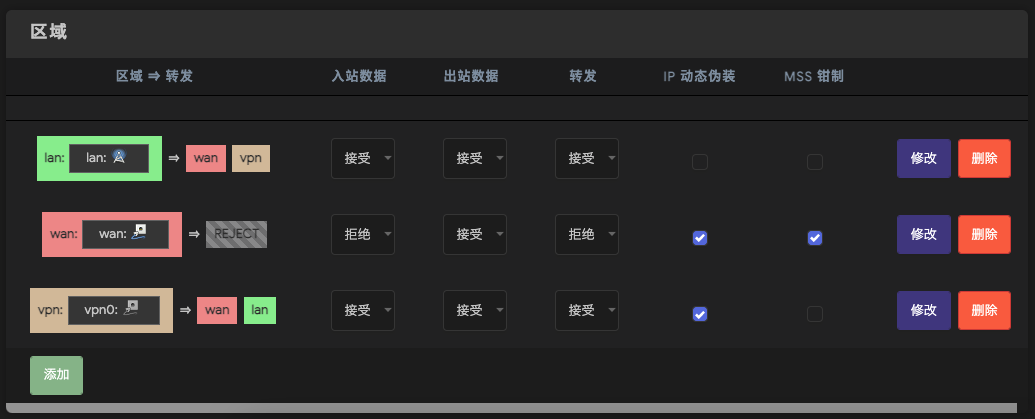 区域
区域 ⇒ 转发 入站数据 出站数据 转发 IP 动态伪装 MSS 钳制
lan: lan: ⇒ wan vpn 接受 接受 接受 修改 删除
wan: wan: ⇒ REJECT 拒绝 接受 拒绝 修改 删除
vpn: vpn0: ⇒ wan lan 接受 接受 接受 修改 删除
添加